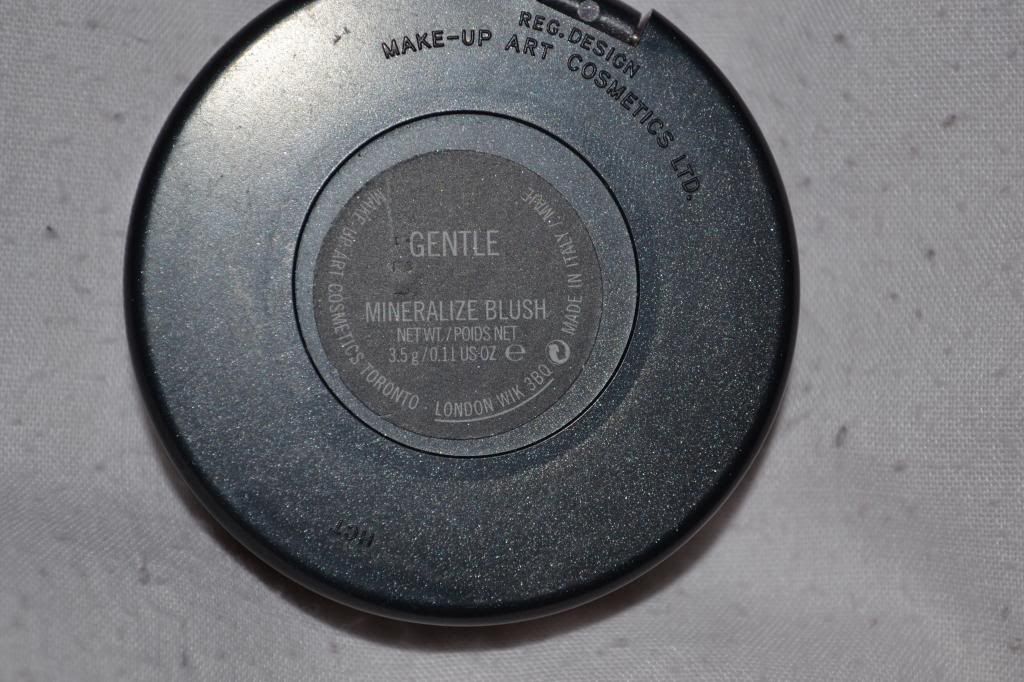 REG. DESIGN
MAKE-UP ART COSMETICS LTD.
GENTLE
MINERALIZE BLUSH
NET WT. / POIDS NET
3.5 g / 0.11 US OZ e
MAKE-UP ART COSMETICS TORONTO · LONDON W1K 3BQ
MADE IN ITALY /